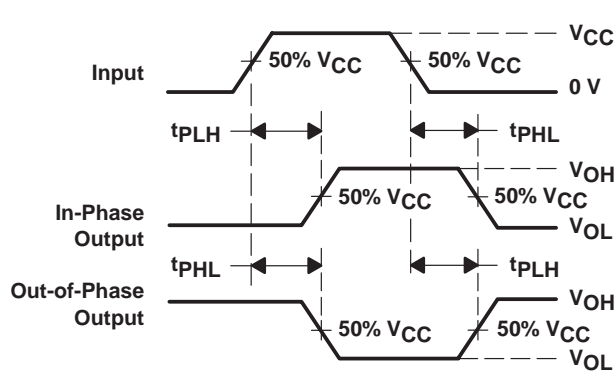 VCC
50% VCC 50% VCC
Input
0 V
tPLH tPHL
VOH
50% VCC 50% VCC
In-Phase
Output
VOL
tPHL tPLH
Out-of-Phase
Output
VOH
50% VCC 50% VCC
VOL